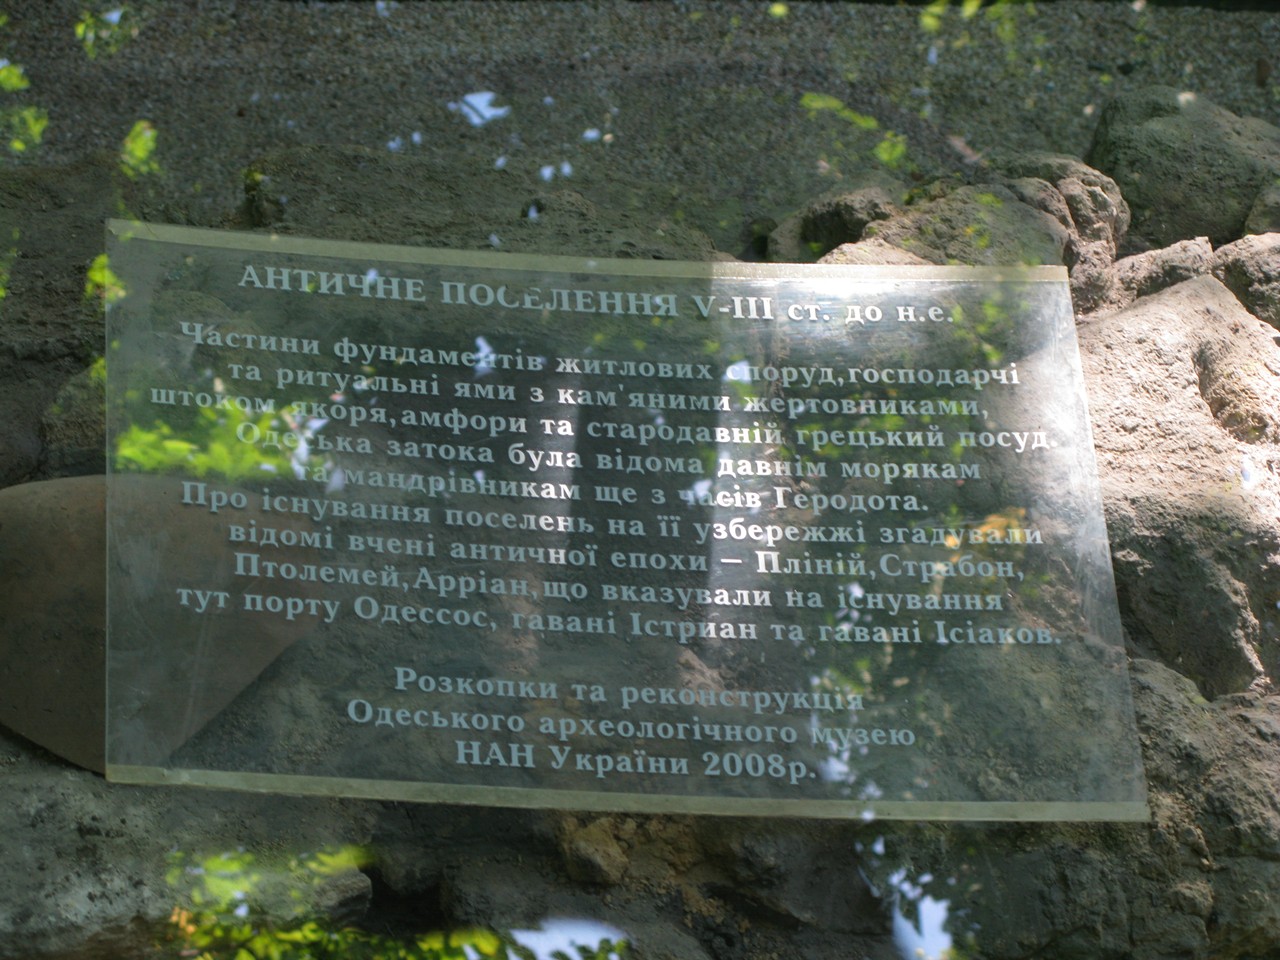 АНТИЧНЕ ПОСЕЛЕННЯ V-III ст. до н.е.
Частини фундаментів житлових споруд,господарчі
та ритуальні ями з кам'яними жертовниками,
штоком якоря,амфори та стародавній грецький посуд.
Одеська затока була відома давнім морякам
та мандрівникам ще з часів Геродота.
Про існування поселень на її узбережжі згадували
відомі вчені античної епохи – Пліній,Страбон,
Птолемей,Арріан,що вказували на існування
тут порту Одессос, гавані Істриан та гавані Ісіаков.
Розкопки та реконструкція
Одеського археологічного музею
НАН України 2008р.